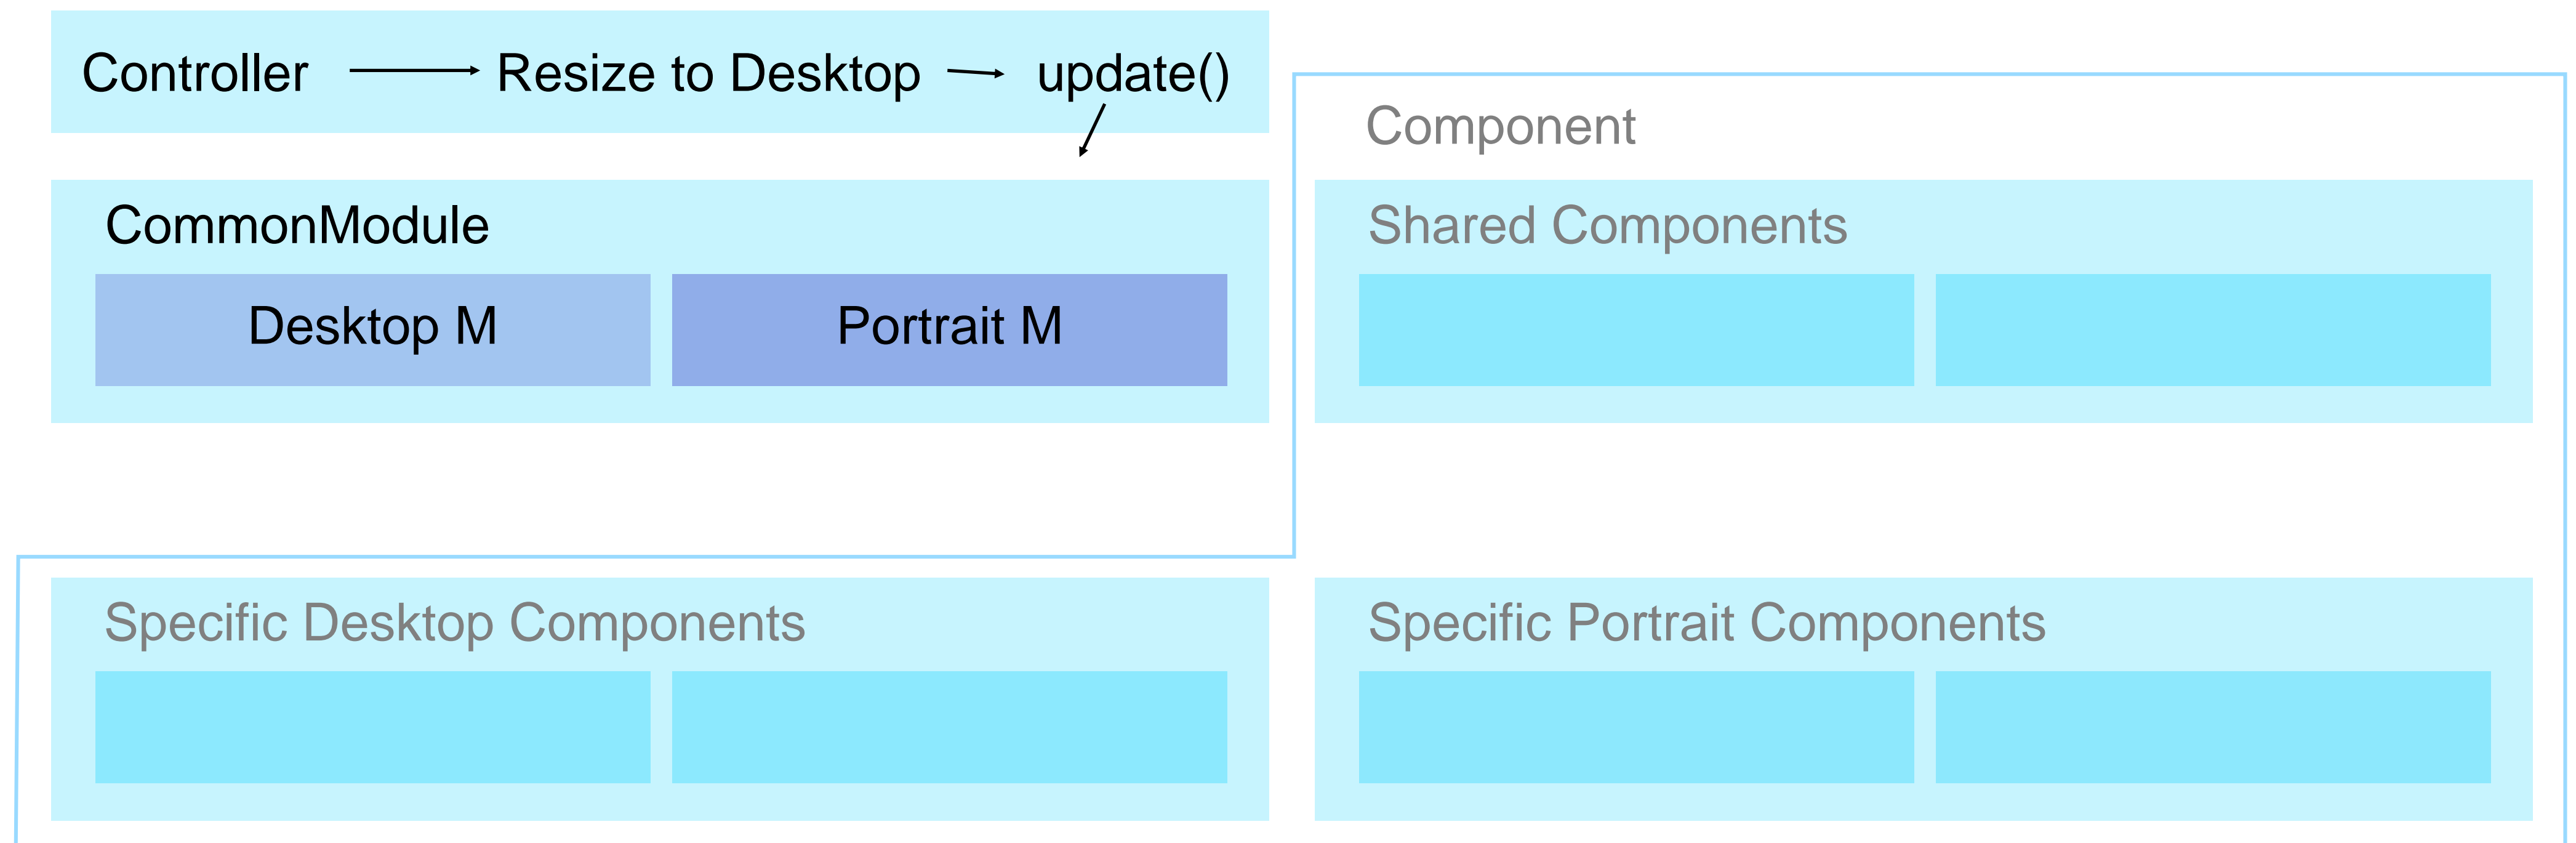 Controller
Resize to Desktop
update()
Component
CommonModule
Shared Components
Desktop M
Portrait M
Specific Desktop Components
Specific Portrait Components